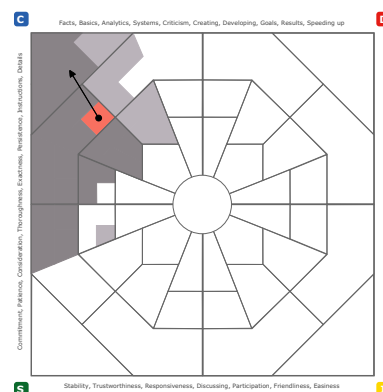 C
Facts, Basics, Analytics, Systems, Criticism, Creating, Developing, Goals, Results, Speeding up
D
Commitment, Patience, Consideration, Thoroughness, Exactness, Persistence, Instructions, Details
S
Stability, Trustworthiness, Responsiveness, Discussing, Participation, Friendliness, Easiness